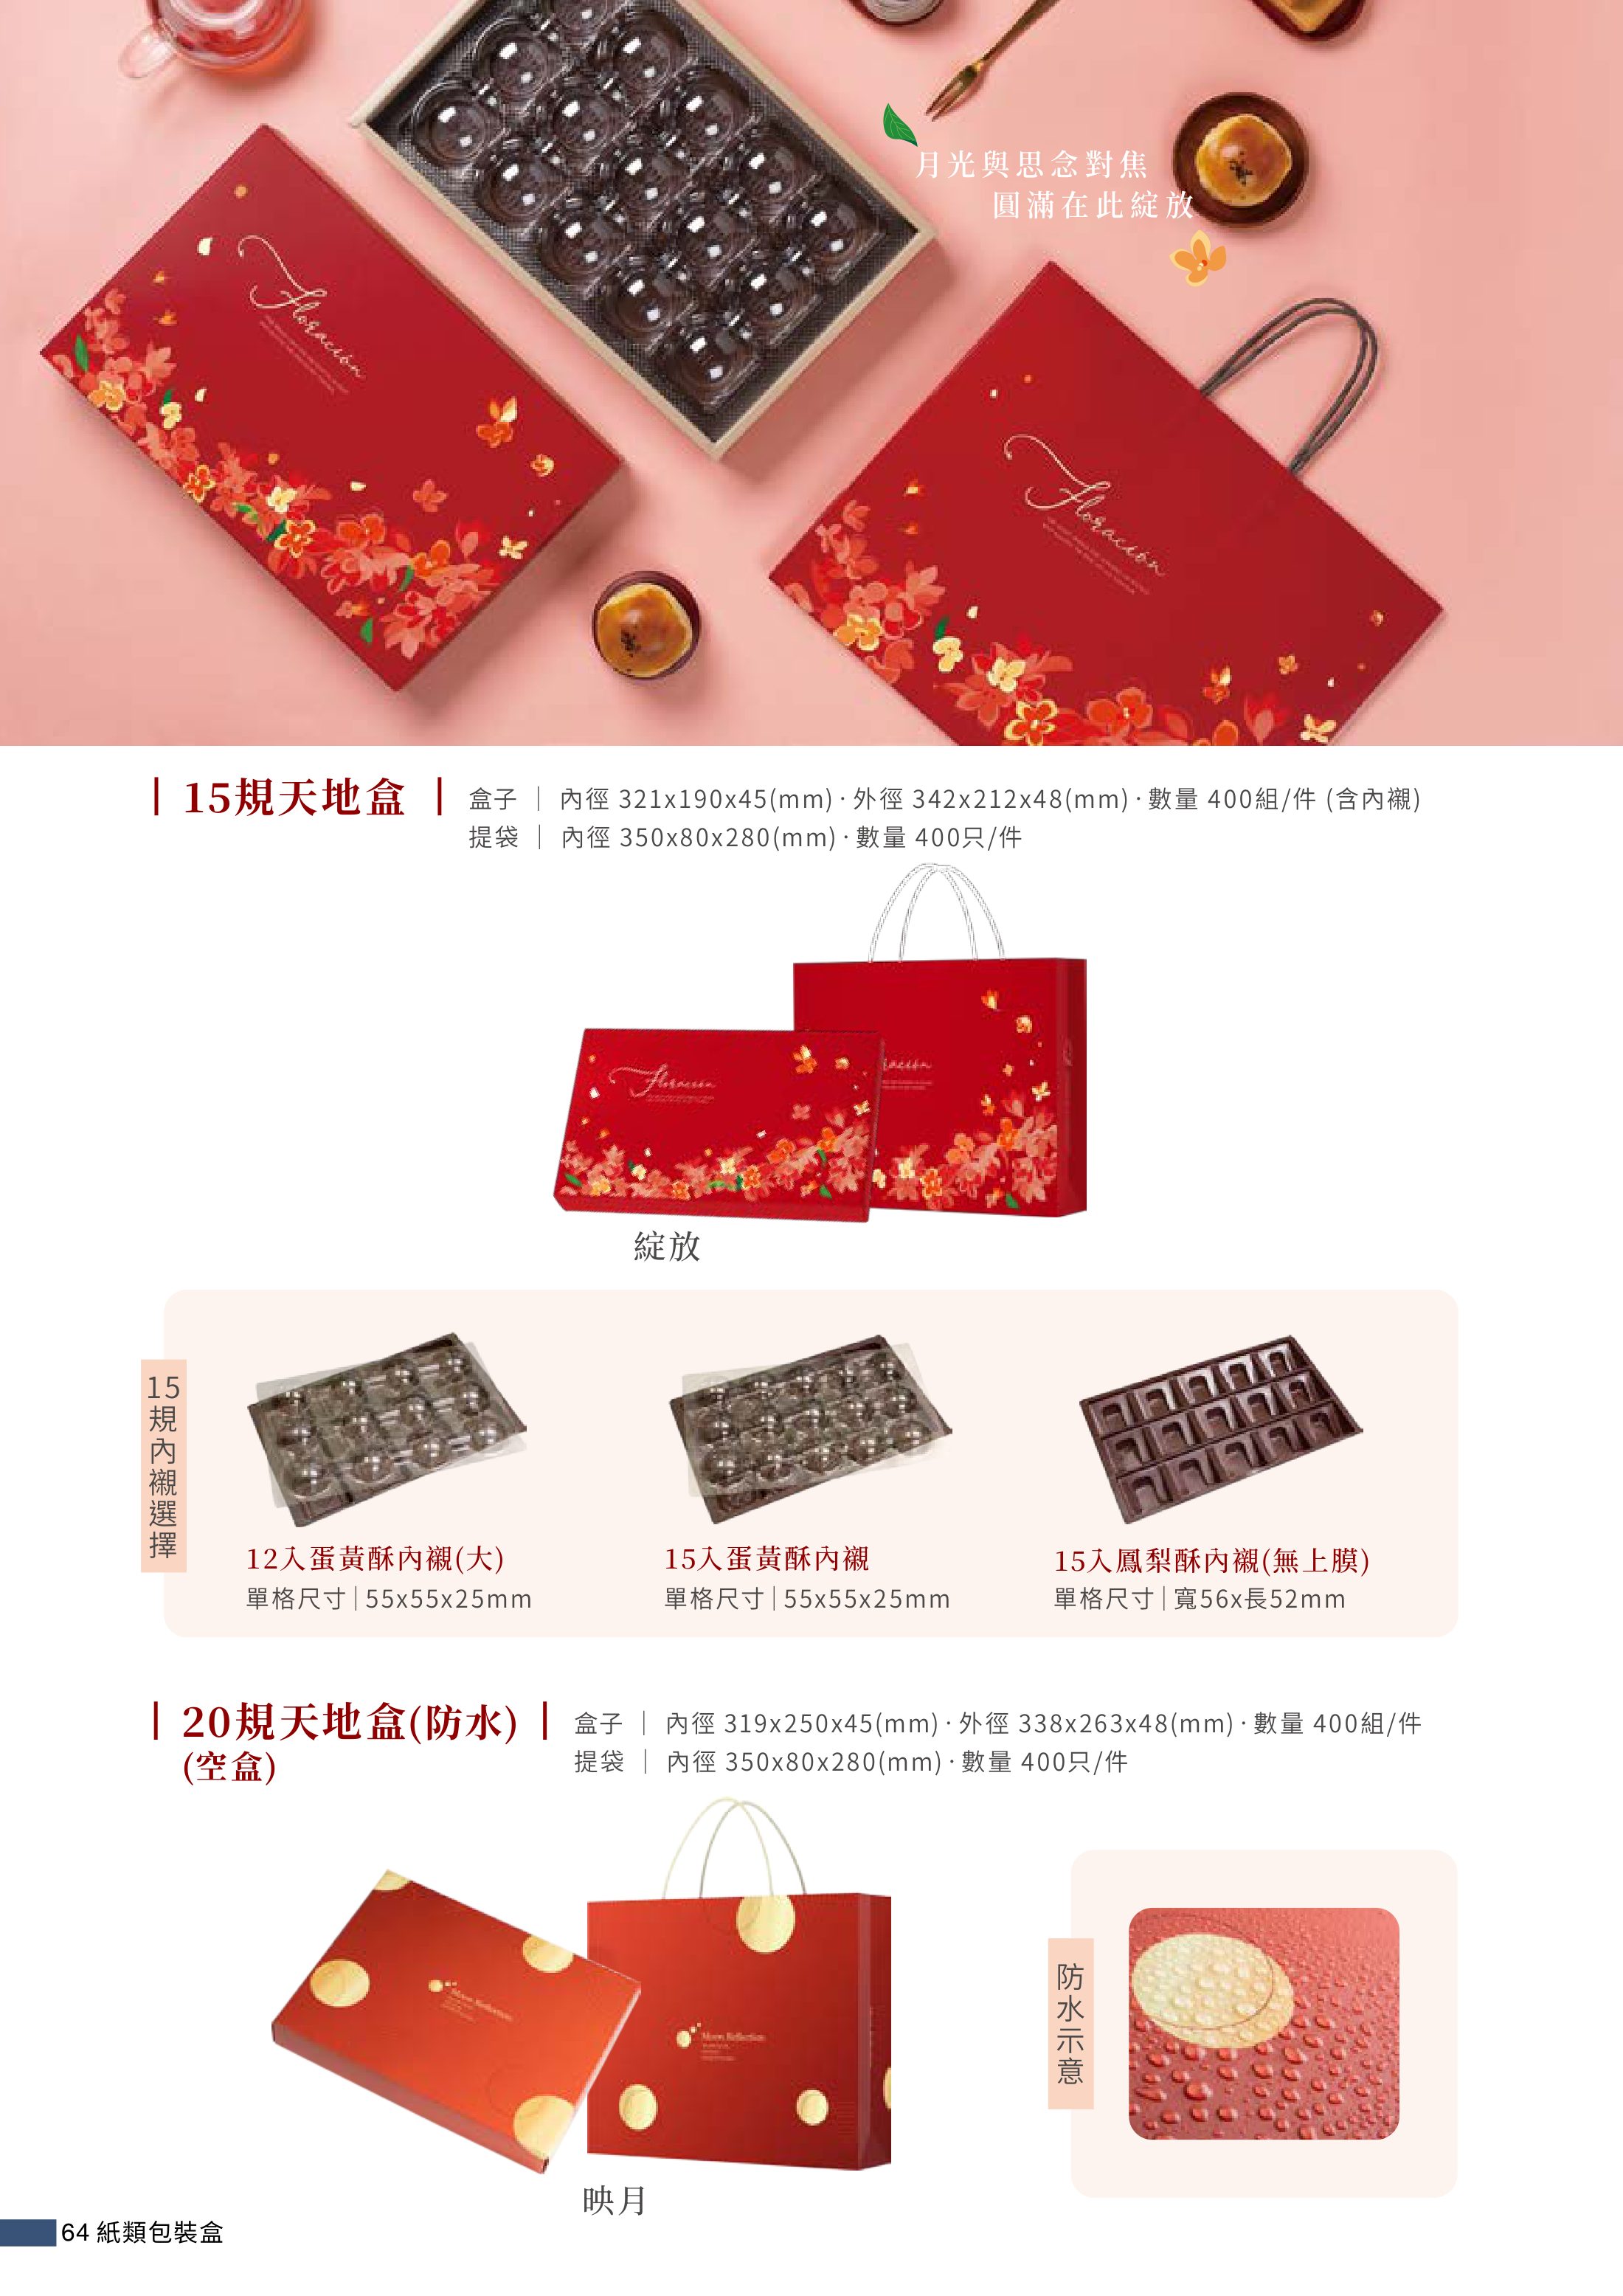 月光與思念對焦
圓滿在此綻放
Floración
Floración
15規天地盒
盒子｜內徑 321x190x45(mm)·外徑 342x212x48(mm)·數量 400組/件 (含內襯)
提袋｜內徑 350x80x280(mm)·數量 400只/件
Floración
綻放
15規內襯選擇
12入蛋黃酥內襯(大)
單格尺寸｜55x55x25mm
15入蛋黃酥內襯
單格尺寸｜55x55x25mm
15入鳳梨酥內襯(無上膜)
單格尺寸｜寬56x長52mm
20規天地盒(防水)
(空盒)
盒子｜內徑 319x250x45(mm)·外徑 338x263x48(mm)·數量 400組/件
提袋｜內徑 350x80x280(mm)·數量 400只/件
Moon Reflection
Moon Reflection
防水示意
映月
64 紙類包裝盒